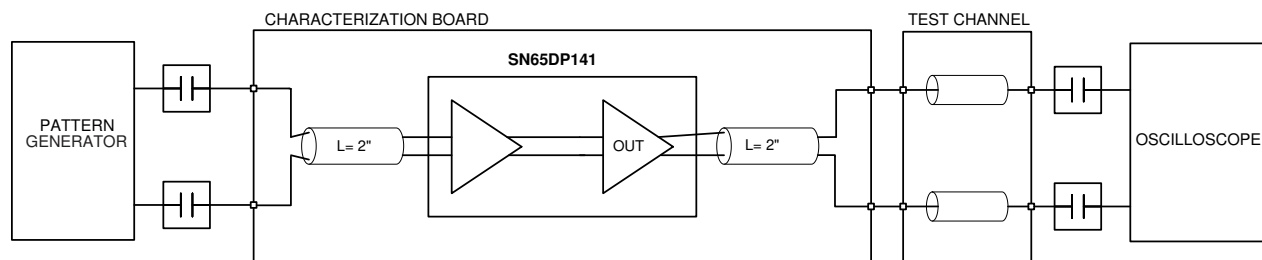 CHARACTERIZATION BOARD
TEST CHANNEL
SN65DP141
PATTERN
GENERATOR
L= 2"
OUT
L= 2"
OSCILLOSCOPE